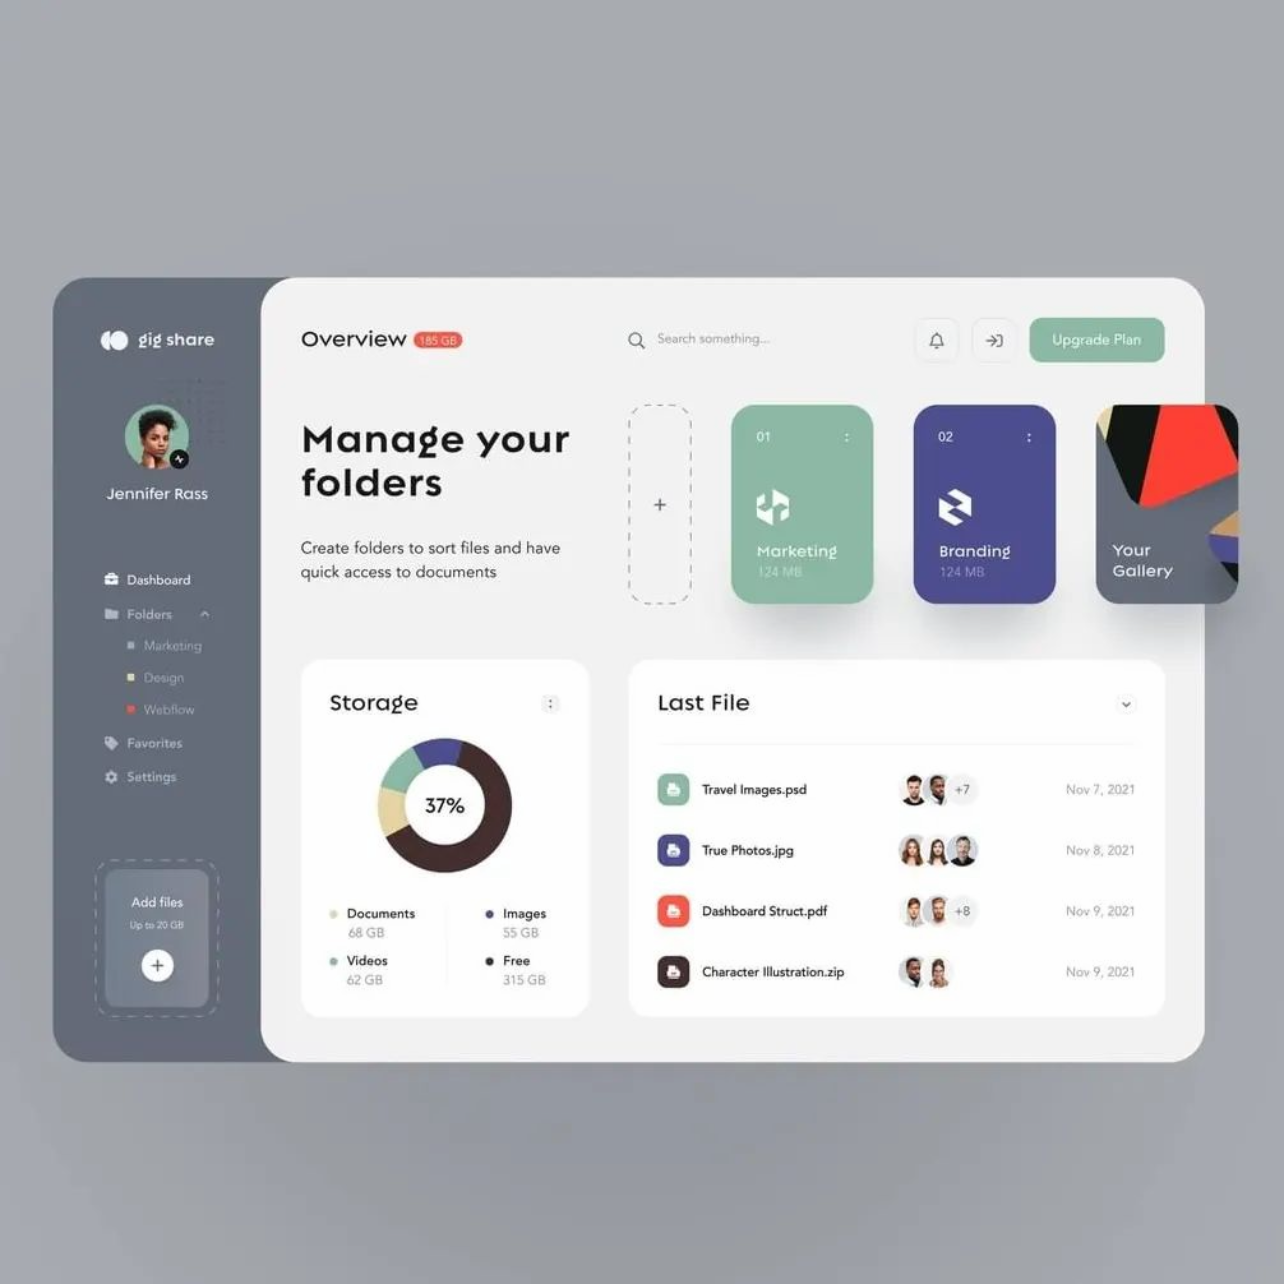 gig share
Jennifer Rass
Dashboard
Folders
Marketing
Design
Webflow
Favorites
Settings
Add files
Up to 20 GB
Overview 185 GB
Search something...
Upgrade Plan
Manage your
folders
Create folders to sort files and have
quick access to documents
+
01
Marketing
124 MB
02
Branding
124 MB
Your
Gallery
Storage
37%
Documents
68 GB
Images
55 GB
Videos
62 GB
Free
315 GB
Last File
Travel Images.psd +7 Nov 7, 2021
True Photos.jpg Nov 8, 2021
Dashboard Struct.pdf +8 Nov 9, 2021
Character Illustration.zip Nov 9, 2021